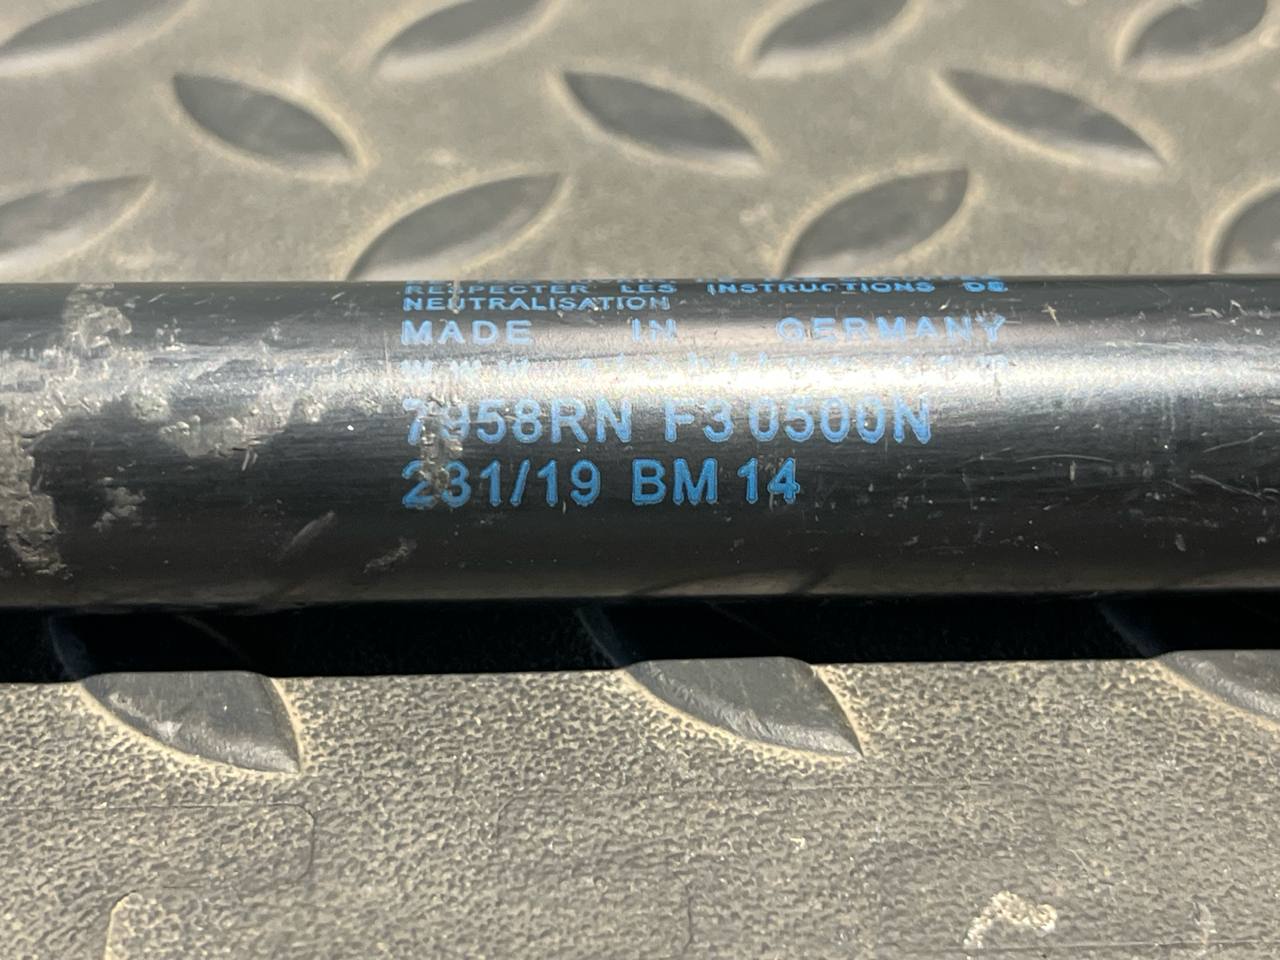 RESPECTER LES INSTRUCTIONS DE
NEUTRALISATION
MADE IN GERMANY
7958RN F3 0500N
231/19 BM 14